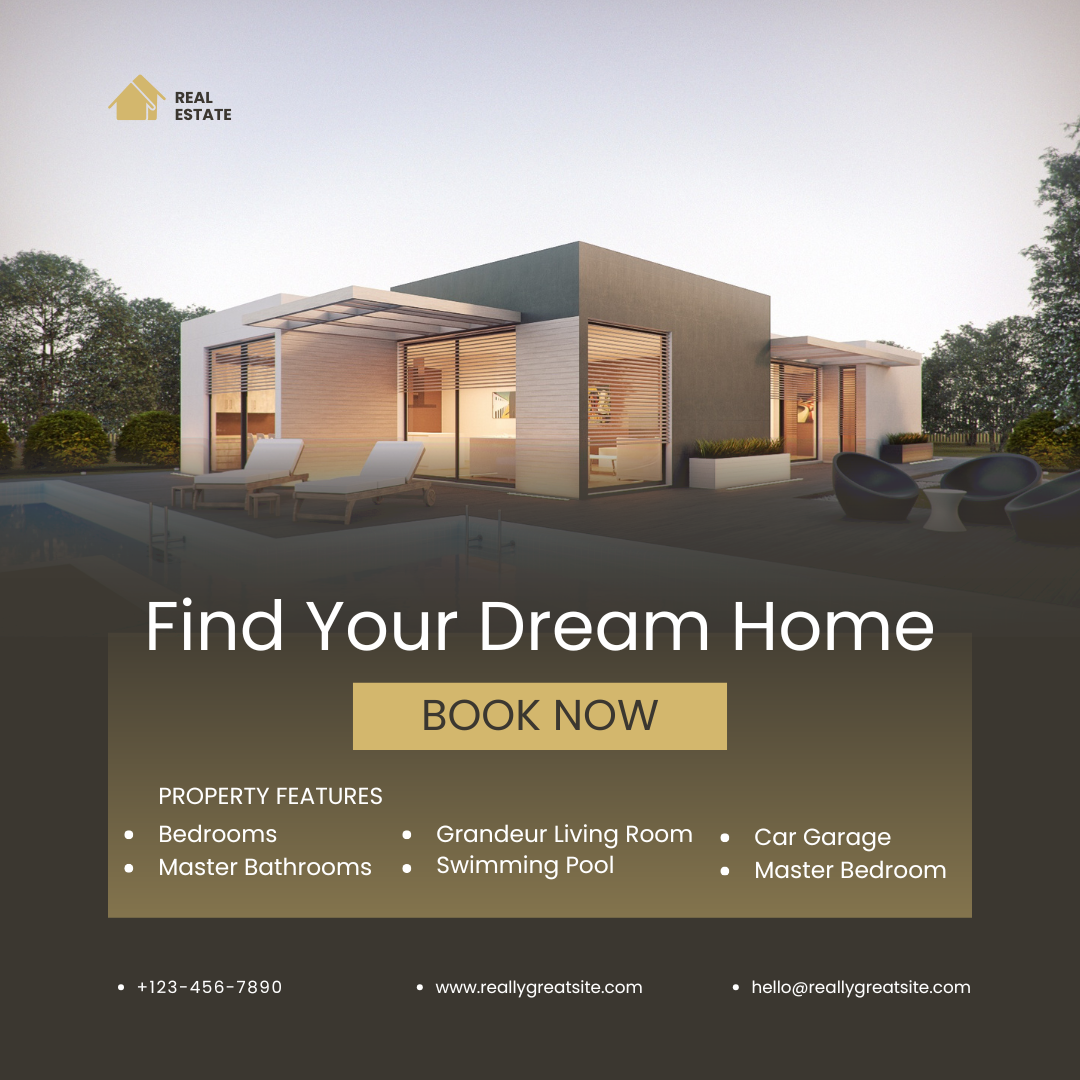 REAL
ESTATE
Find Your Dream Home
BOOK NOW
PROPERTY FEATURES
• Bedrooms
• Master Bathrooms
• Grandeur Living Room
• Swimming Pool
• Car Garage
• Master Bedroom
• +123-456-7890
• www.reallygreatsite.com
• hello@reallygreatsite.com